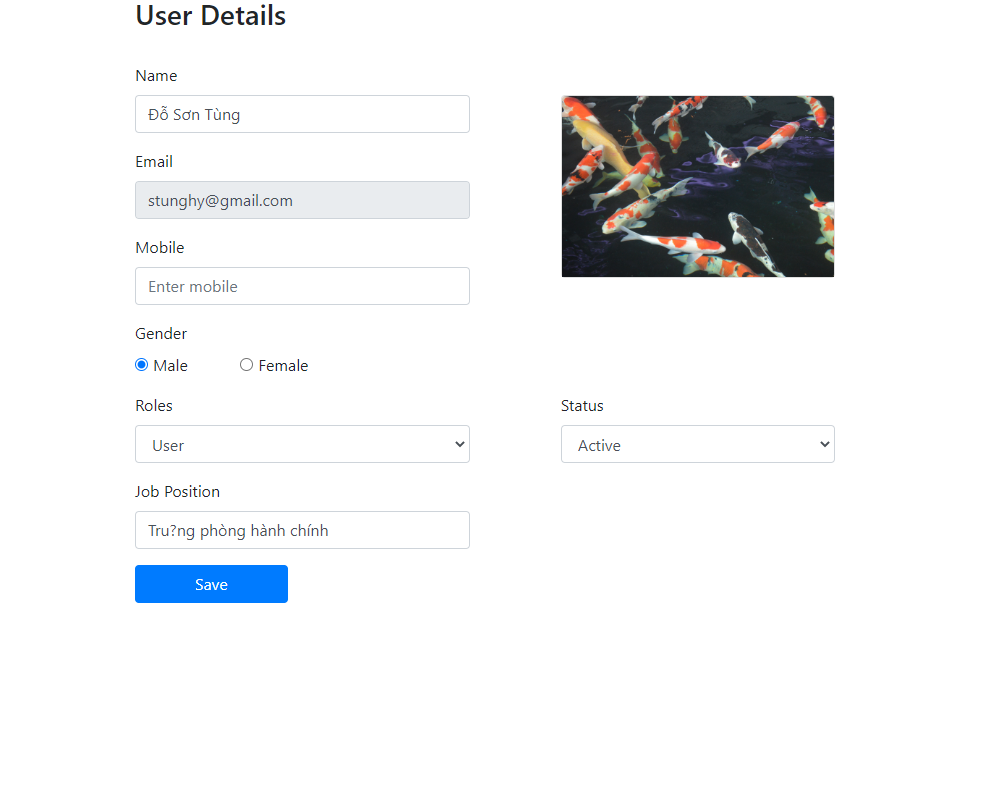 User Details
Name
Đỗ Sơn Tùng
Email
stunghy@gmail.com
Mobile
Enter mobile
Gender
Male Female
Roles Status
User Active
Job Position
Tru?ng phòng hành chính
Save